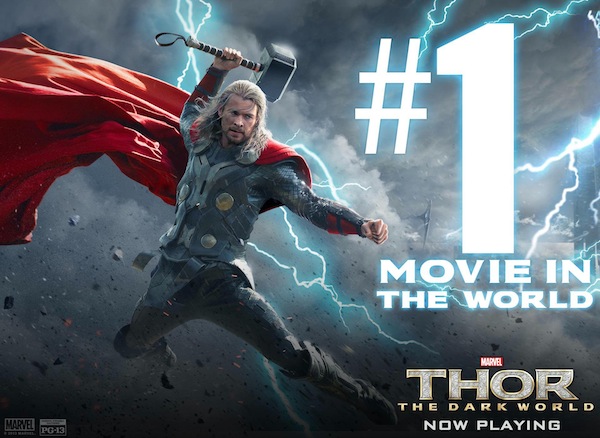 #1
MOVIE IN
THE WORLD
MARVEL
THOR
THE DARK WORLD
NOW PLAYING
MARVEL PG-13